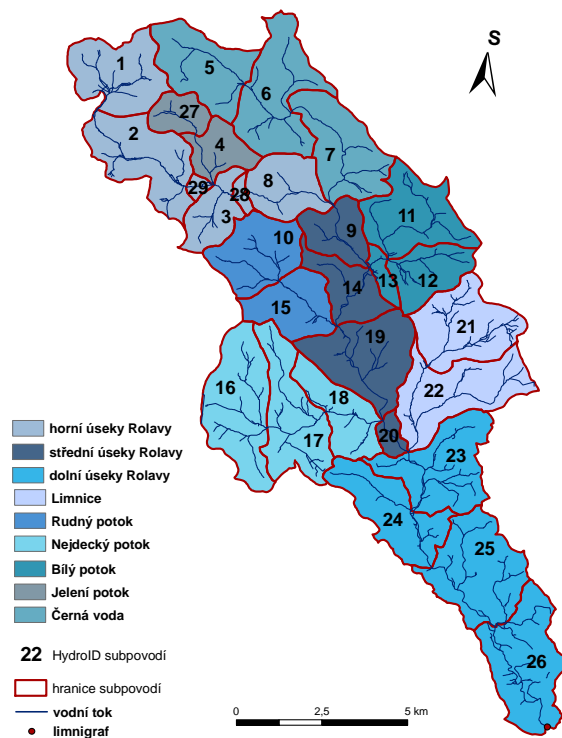 S
1
5
6
27
2
4
7
29
28
8
3
11
9
10
13
12
14
15
21
19
16
22
18
20
17
23
24
25
26
horní úseky Rolavy
střední úseky Rolavy
dolní úseky Rolavy
Limnice
Rudný potok
Nejdecký potok
Bílý potok
Jelení potok
Černá voda
22 HydroID subpovodí
hranice subpovodí
vodní tok
limnigraf
0 2,5 5 km